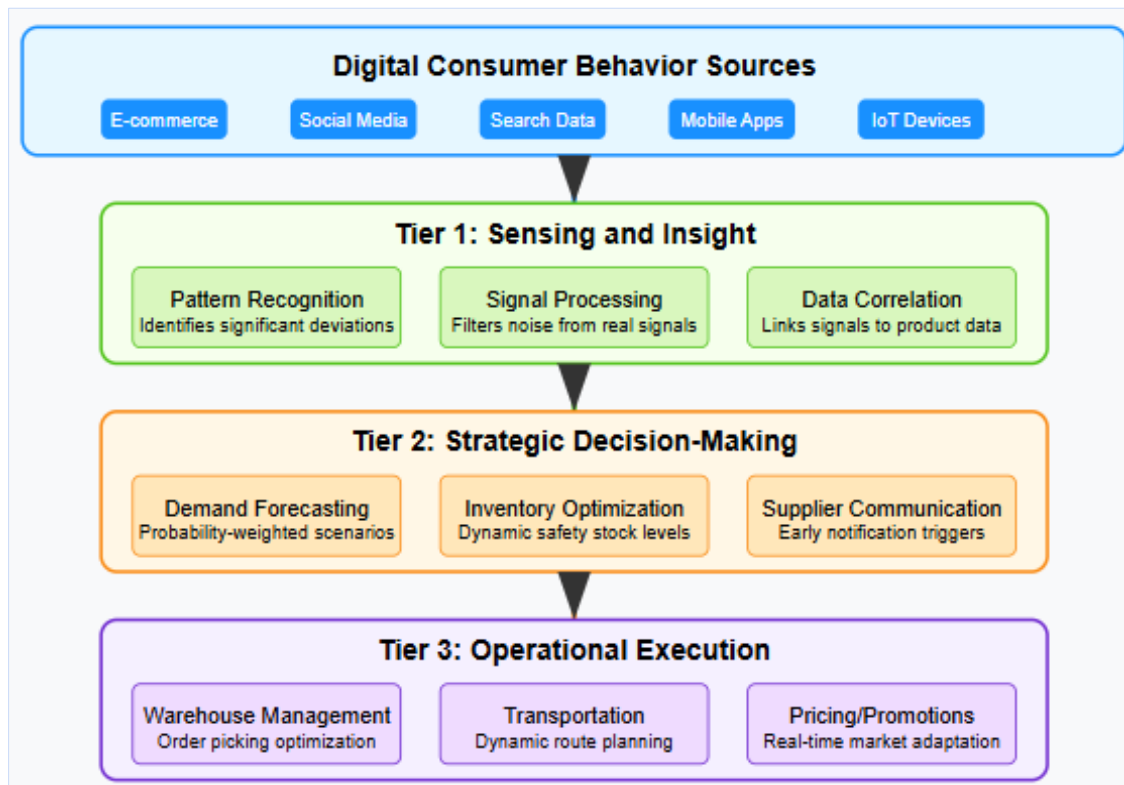 Digital Consumer Behavior Sources
E-commerce
Social Media
Search Data
Mobile Apps
IoT Devices
Tier 1: Sensing and Insight
Pattern Recognition
Identifies significant deviations
Signal Processing
Filters noise from real signals
Data Correlation
Links signals to product data
Tier 2: Strategic Decision-Making
Demand Forecasting
Probability-weighted scenarios
Inventory Optimization
Dynamic safety stock levels
Supplier Communication
Early notification triggers
Tier 3: Operational Execution
Warehouse Management
Order picking optimization
Transportation
Dynamic route planning
Pricing/Promotions
Real-time market adaptation